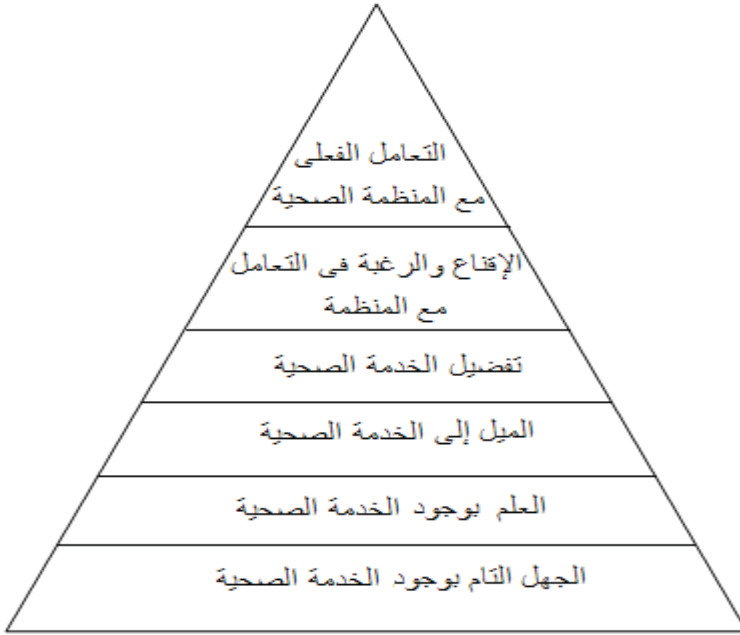 التعامل الفعلى
مع المنظمة الصحية
الإقناع والرغبة فى التعامل
مع المنظمة
تفضيل الخدمة الصحية
الميل إلى الخدمة الصحية
العلم بوجود الخدمة الصحية
الجهل التام بوجود الخدمة الصحية